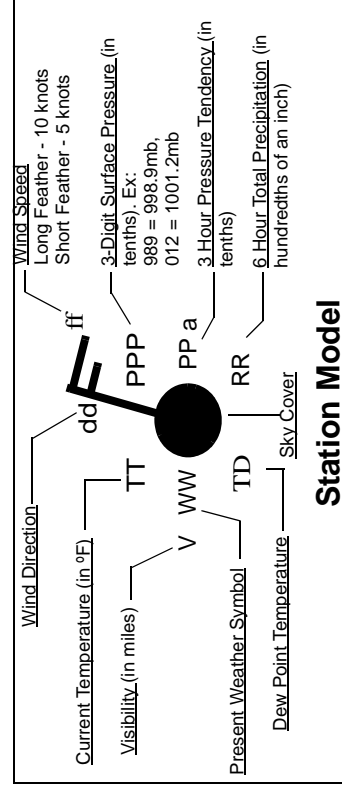 Wind Direction
Wind Speed
Long Feather - 10 knots
Short Feather - 5 knots
dd
ff
Current Temperature (in ºF)
TT
PPP
3-Digit Surface Pressure (in
tenths). Ex:
989 = 998.9mb,
012 = 1001.2mb
Visibility (in miles)
V
WW
PP a
3 Hour Pressure Tendency (in
tenths)
Present Weather Symbol
TD
RR
6 Hour Total Precipitation (in
hundredths of an inch)
Dew Point Temperature
Sky Cover
Station Model